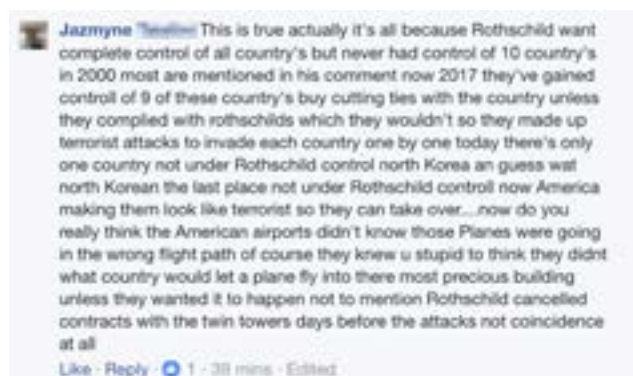 Jazmyne This is true actually it's all because Rothschild want
complete control of all country's but never had control of 10 country's
in 2000 most are mentioned in his comment now 2017 they've gained
controll of 9 of these country's buy cutting ties with the country unless
they complied with rothschilds which they wouldn't so they made up
terrorist attacks to invade each country one by one today there's only
one country not under Rothschild control north Korea an guess wat
north Korean the last place not under Rothschild controll now America
making them look like terrorist so they can take over....now do you
really think the American airports didn't know those Planes were going
in the wrong flight path of course they knew u stupid to think they didnt
what country would let a plane fly into there most precious building
unless they wanted it to happen not to mention Rothschild cancelled
contracts with the twin towers days before the attacks not coincidence
at all
Like · Reply · 1 · 39 mins · Edited